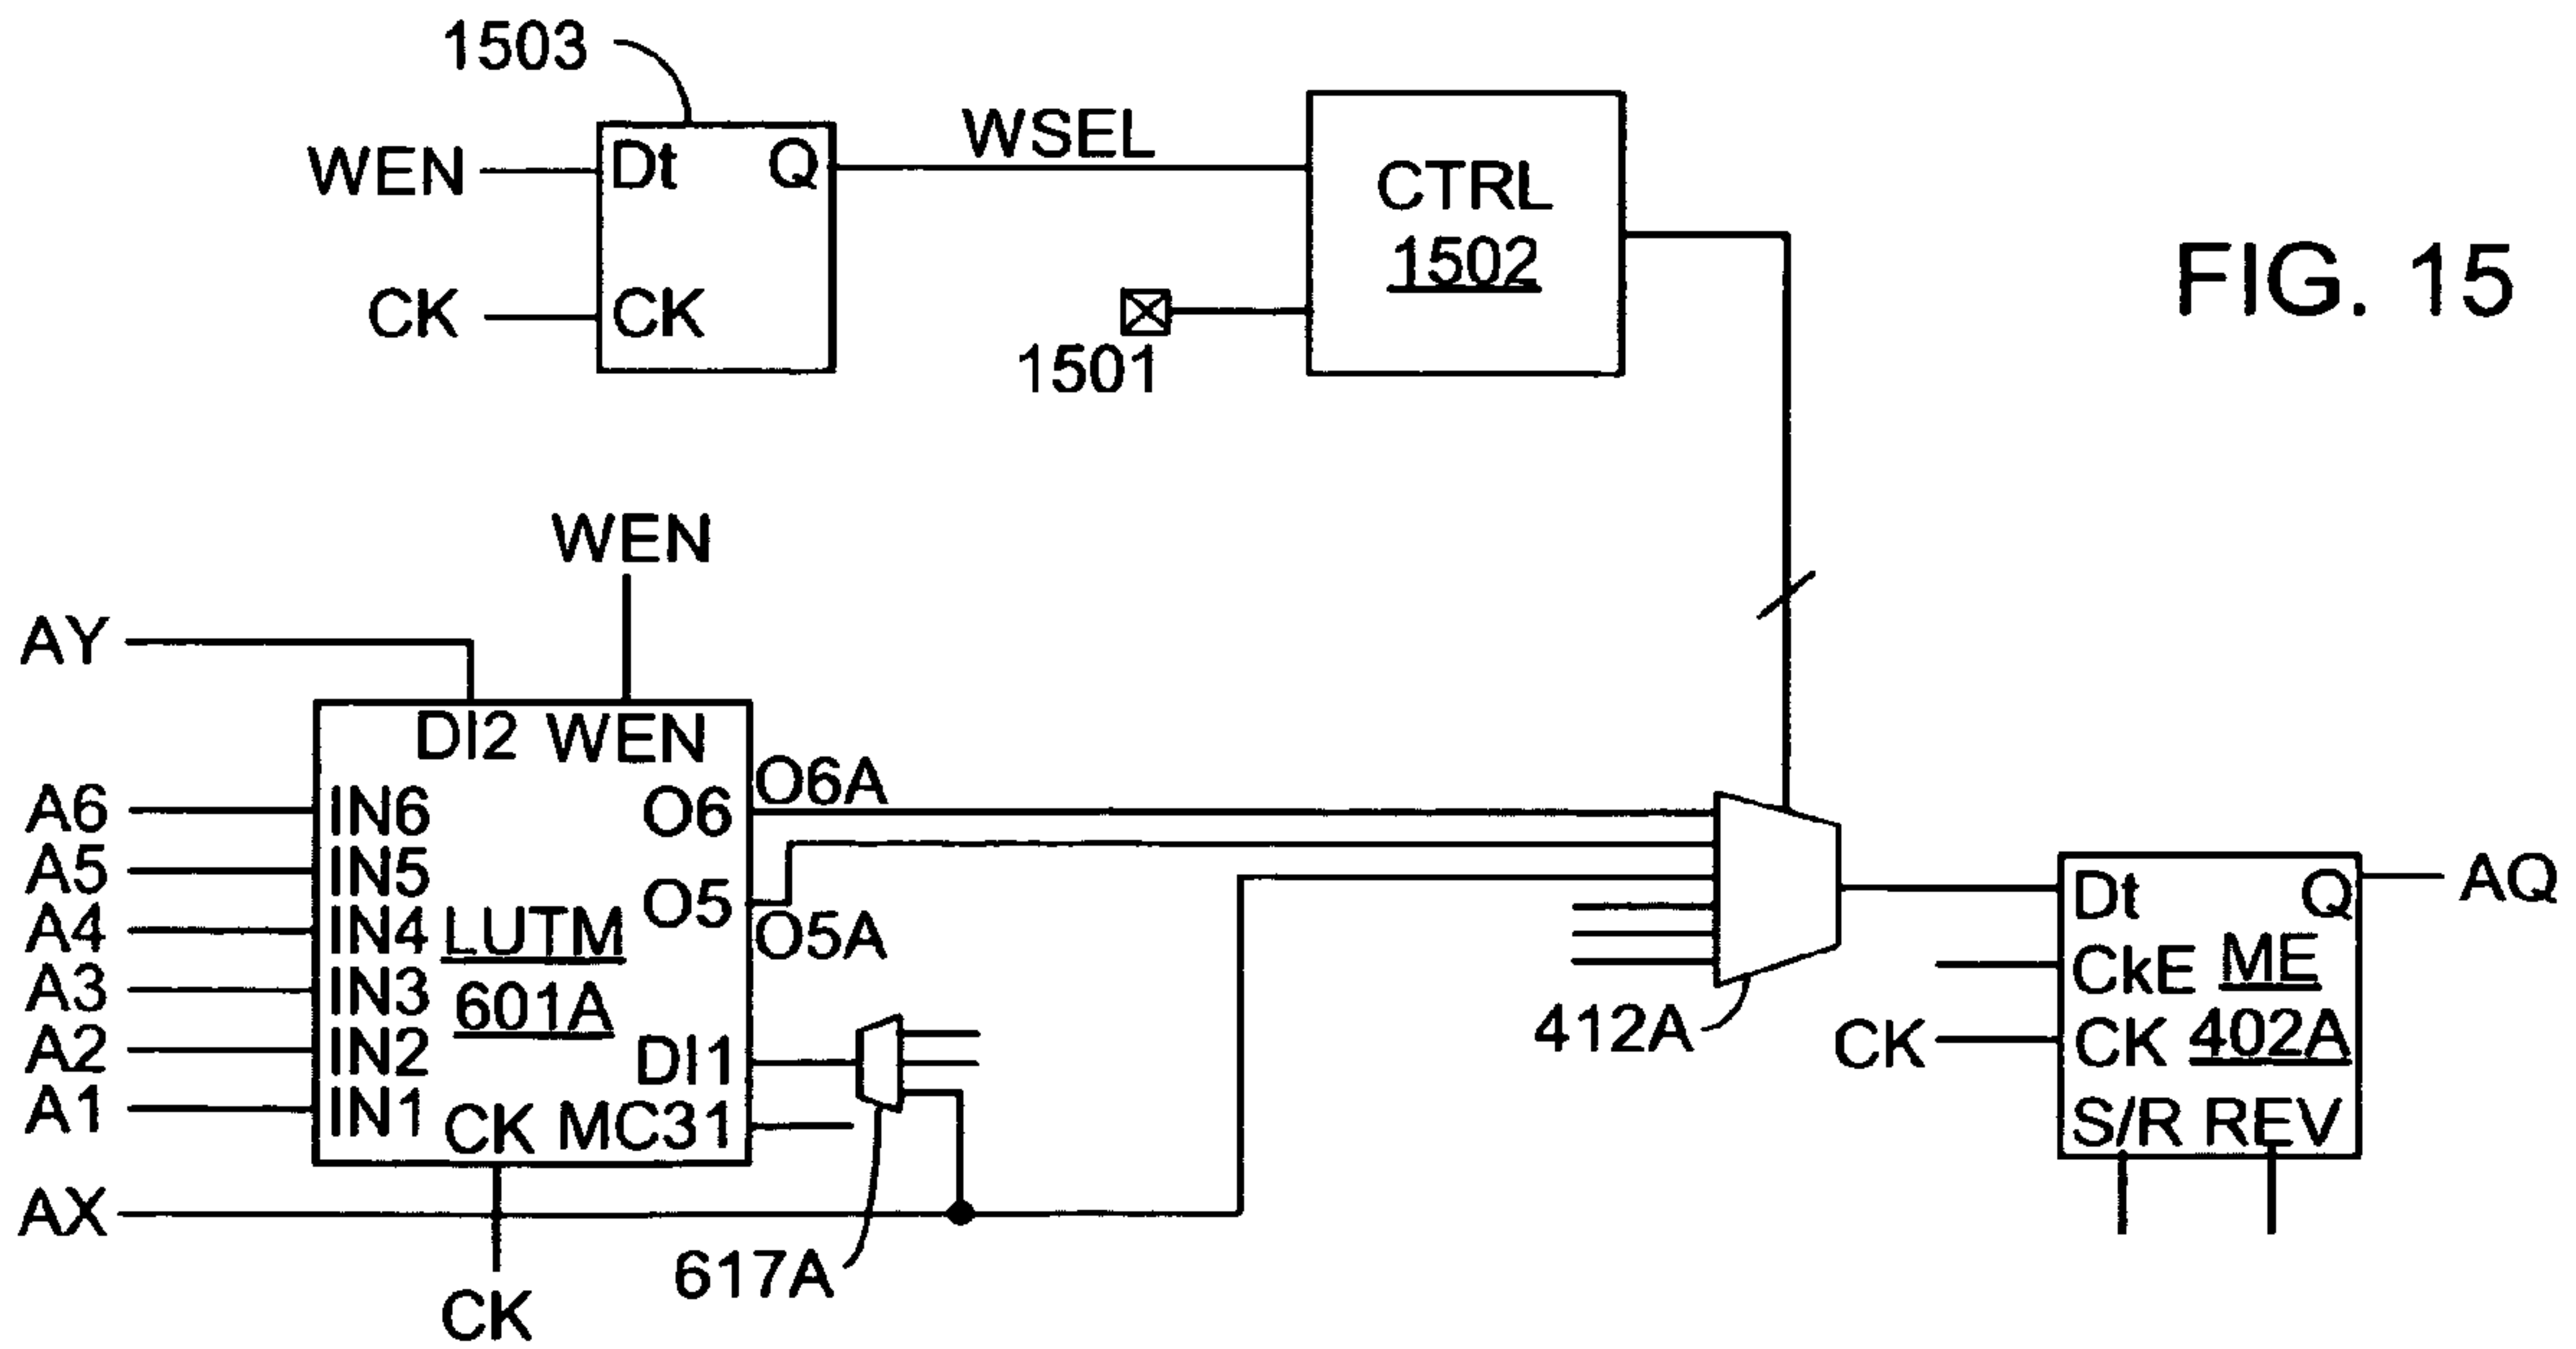 1503
WEN
Dt
Q
WSEL
CTRL
1502
CK
CK
1501
FIG. 15
WEN
AY
DI2 WEN
A6
IN6
O6
O6A
A5
IN5
A4
IN4
LUTM
O5
O5A
A3
IN3
601A
A2
IN2
DI1
A1
IN1
CK
MC31
AX
617A
CK
412A
Dt
Q
AQ
CkE
ME
CK
CK
402A
S/R REV